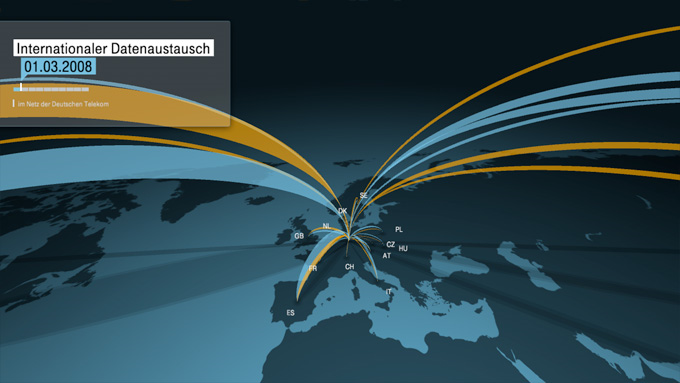 Internationaler Datenaustausch
01.03.2008
im Netz der Deutschen Telekom
SE
DK
NL
GB
PL
CZ
HU
AT
FR
CH
IT
ES